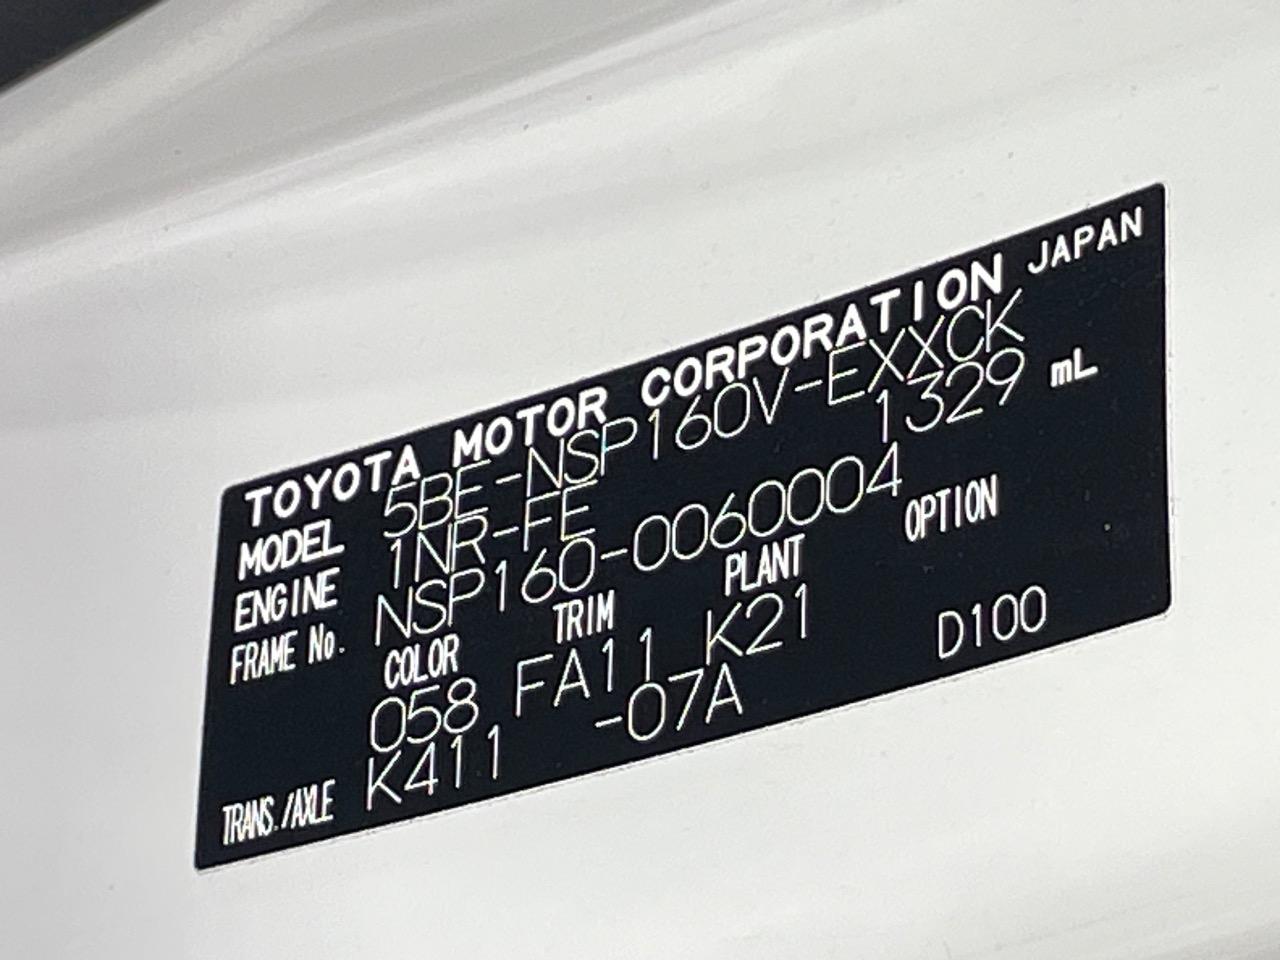 TOYOTA MOTOR CORPORATION JAPAN
MODEL 5BE-NSP160V-EXXCK
ENGINE 1NR-FE 1329 mL
FRAME No. NSP160-0060004
COLOR TRIM PLANT OPTION
058 FA11 K21
TRANS./AXLE K411 -07A D100